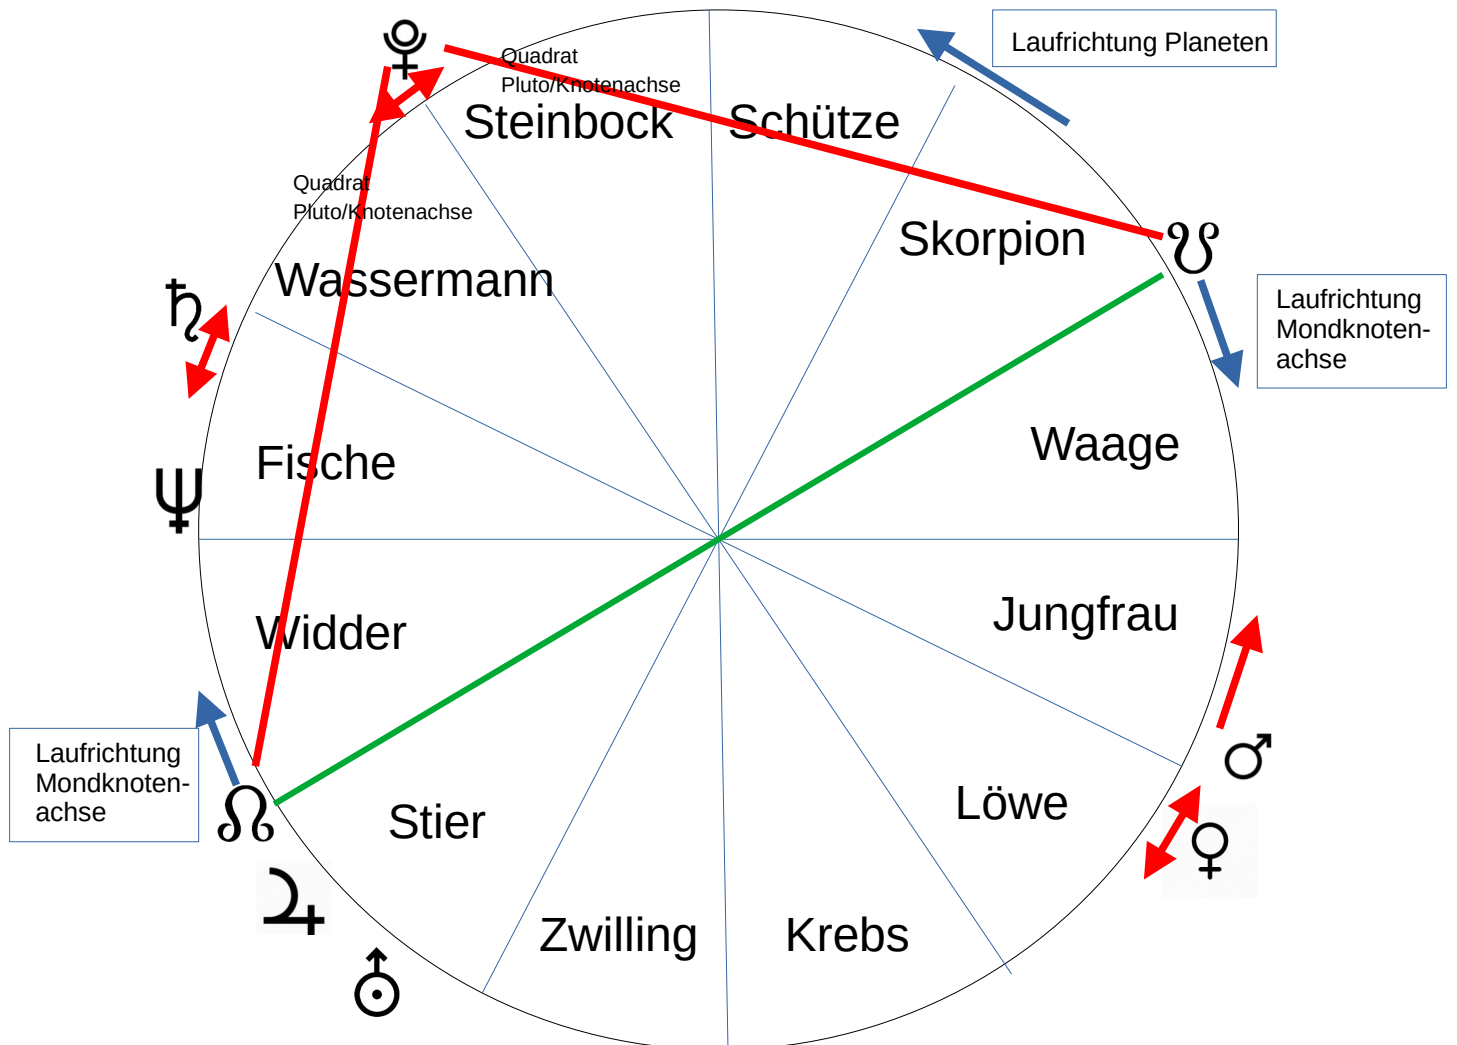 Laufrichtung Planeten
Quadrat
Pluto/Knotenachse
Steinbock
Schütze
Quadrat
Pluto/Knotenachse
Skorpion
Wassermann
Laufrichtung
Mondknoten-
achse
Waage
Fische
Jungfrau
Widder
Laufrichtung
Mondknoten-
achse
Stier
Löwe
Zwilling
Krebs